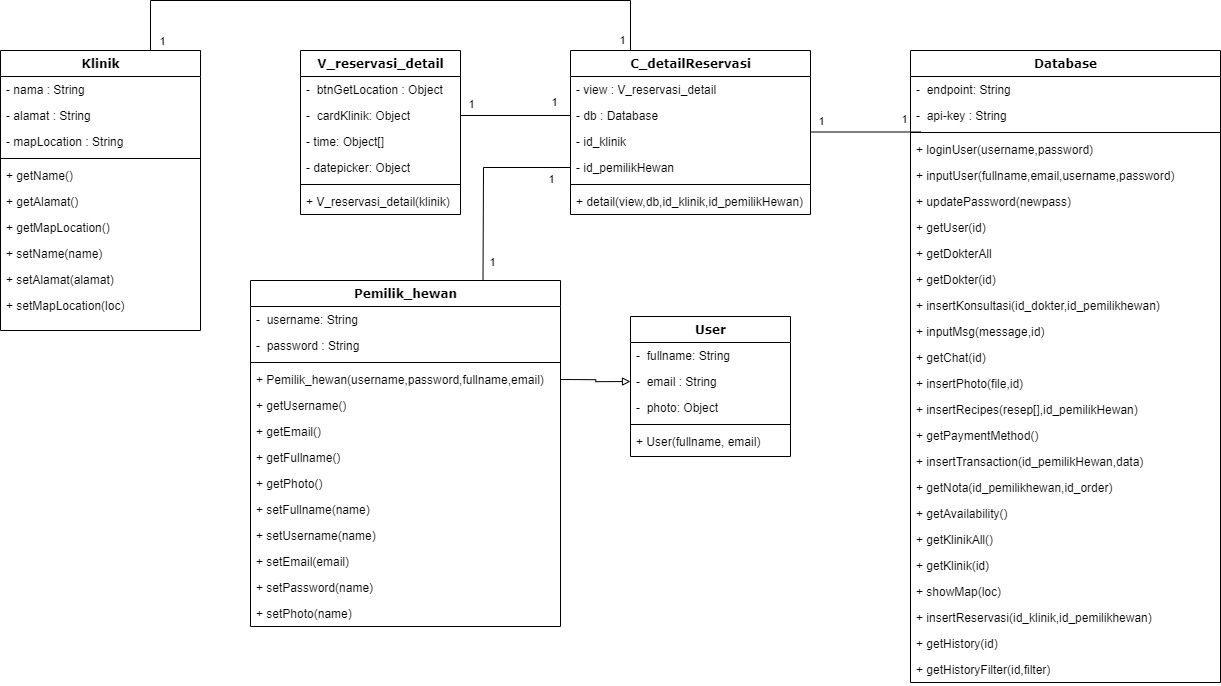 1
1
Klinik
- nama : String
- alamat : String
- mapLocation : String
+ getName()
+ getAlamat()
+ getMapLocation()
+ setName(name)
+ setAlamat(alamat)
+ setMapLocation(loc)
V_reservasi_detail
- btnGetLocation : Object
- cardKlinik: Object
- time: Object[]
- datepicker: Object
+ V_reservasi_detail(klinik)
1
1
C_detailReservasi
- view : V_reservasi_detail
- db : Database
- id_klinik
- id_pemilikHewan
+ detail(view,db,id_klinik,id_pemilikHewan)
1
1
1
1
Database
- endpoint: String
- api-key : String
+ loginUser(username,password)
+ inputUser(fullname,email,username,password)
+ updatePassword(newpass)
+ getUser(id)
+ getDokterAll
+ getDokter(id)
+ insertKonsultasi(id_dokter,id_pemilikhewan)
+ inputMsg(message,id)
+ getChat(id)
+ insertPhoto(file,id)
+ insertRecipes(resep[],id_pemilikHewan)
+ getPaymentMethod()
+ insertTransaction(id_pemilikHewan,data)
+ getNota(id_pemilikhewan,id_order)
+ getAvailability()
+ getKlinikAll()
+ getKlinik(id)
+ showMap(loc)
+ insertReservasi(id_klinik,id_pemilikhewan)
+ getHistory(id)
+ getHistoryFilter(id,filter)
Pemilik_hewan
- username: String
- password : String
+ Pemilik_hewan(username,password,fullname,email)
+ getUsername()
+ getEmail()
+ getFullname()
+ getPhoto()
+ setFullname(name)
+ setUsername(name)
+ setEmail(email)
+ setPassword(name)
+ setPhoto(name)
User
- fullname: String
- email : String
- photo: Object
+ User(fullname, email)